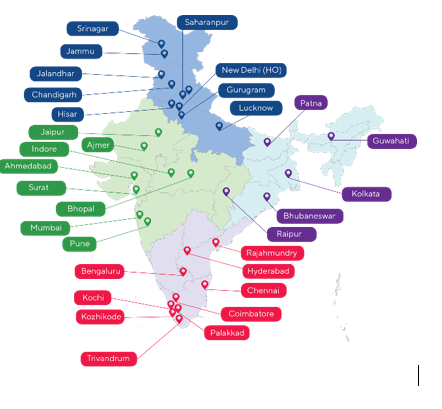 Saharanpur
Srinagar
Jammu
Jalandhar
New Delhi (HO)
Chandigarh
Gurugram
Patna
Hisar
Lucknow
Jaipur
Guwahati
Ajmer
Indore
Ahmedabad
Surat
Kolkata
Bhopal
Bhubaneswar
Mumbai
Raipur
Pune
Rajahmundry
Bengaluru
Hyderabad
Chennai
Kochi
Coimbatore
Kozhikode
Palakkad
Trivandrum